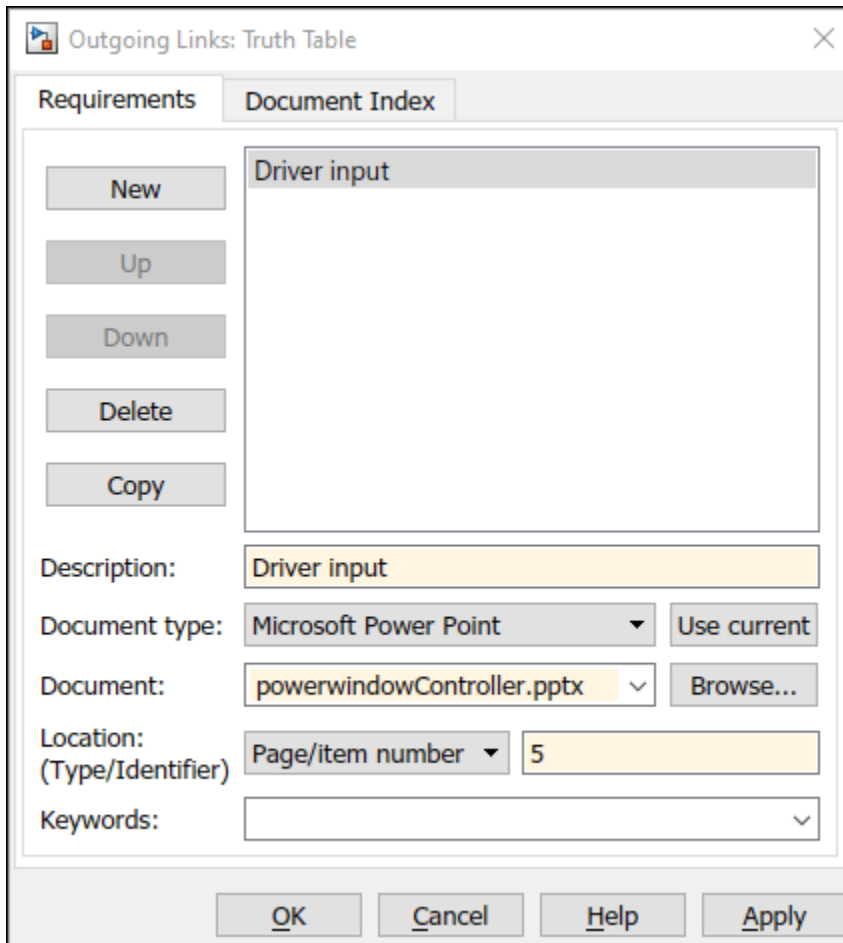 Outgoing Links: Truth Table
Requirements
Document Index
New
Up
Down
Delete
Copy
Driver input
Description:
Driver input
Document type:
Microsoft Power Point
Use current
Document:
powerwindowController.pptx
Browse...
Location:
(Type/Identifier)
Page/item number
5
Keywords:
OK
Cancel
Help
Apply